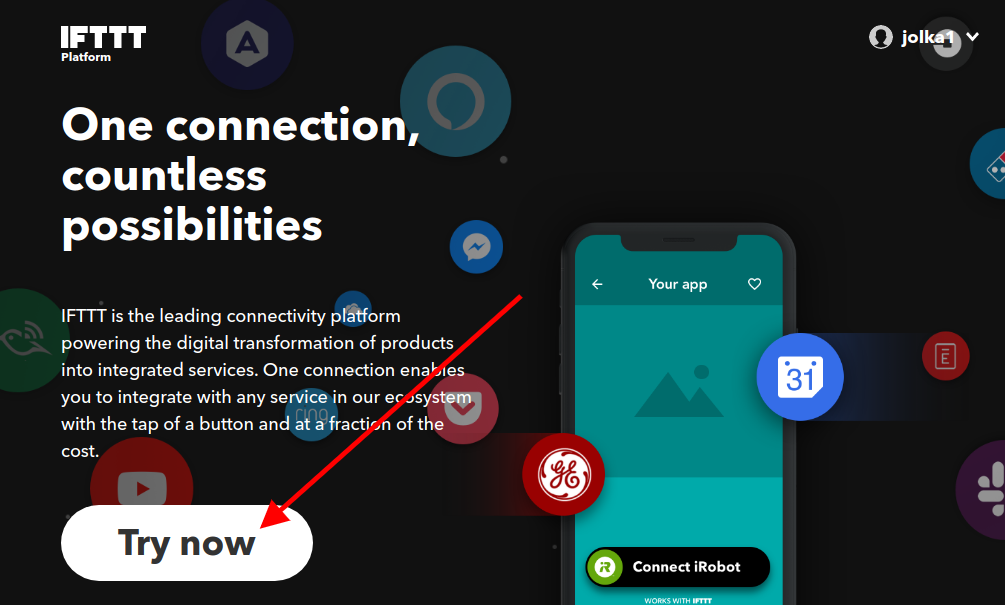 IFTTT
Platform
jolka1
One connection,
countless
possibilities
IFTTT is the leading connectivity platform
powering the digital transformation of products
into integrated services. One connection enables
you to integrate with any service in our ecosystem
with the tap of a button and at a fraction of the
cost.
Try now
Your app
31
ring
GE
E
Connect iRobot
WORKS WITH IFTTT